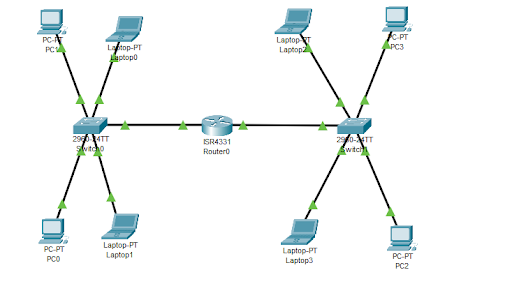 PC-PT
PC1
Laptop-PT
Laptop0
Laptop-PT
Laptop2
PC-PT
PC3
2960-24TT
Switch0
ISR4331
Router0
2960-24TT
PC-PT
PC0
Laptop-PT
Laptop1
Laptop-PT
Laptop3
PC-PT
PC2